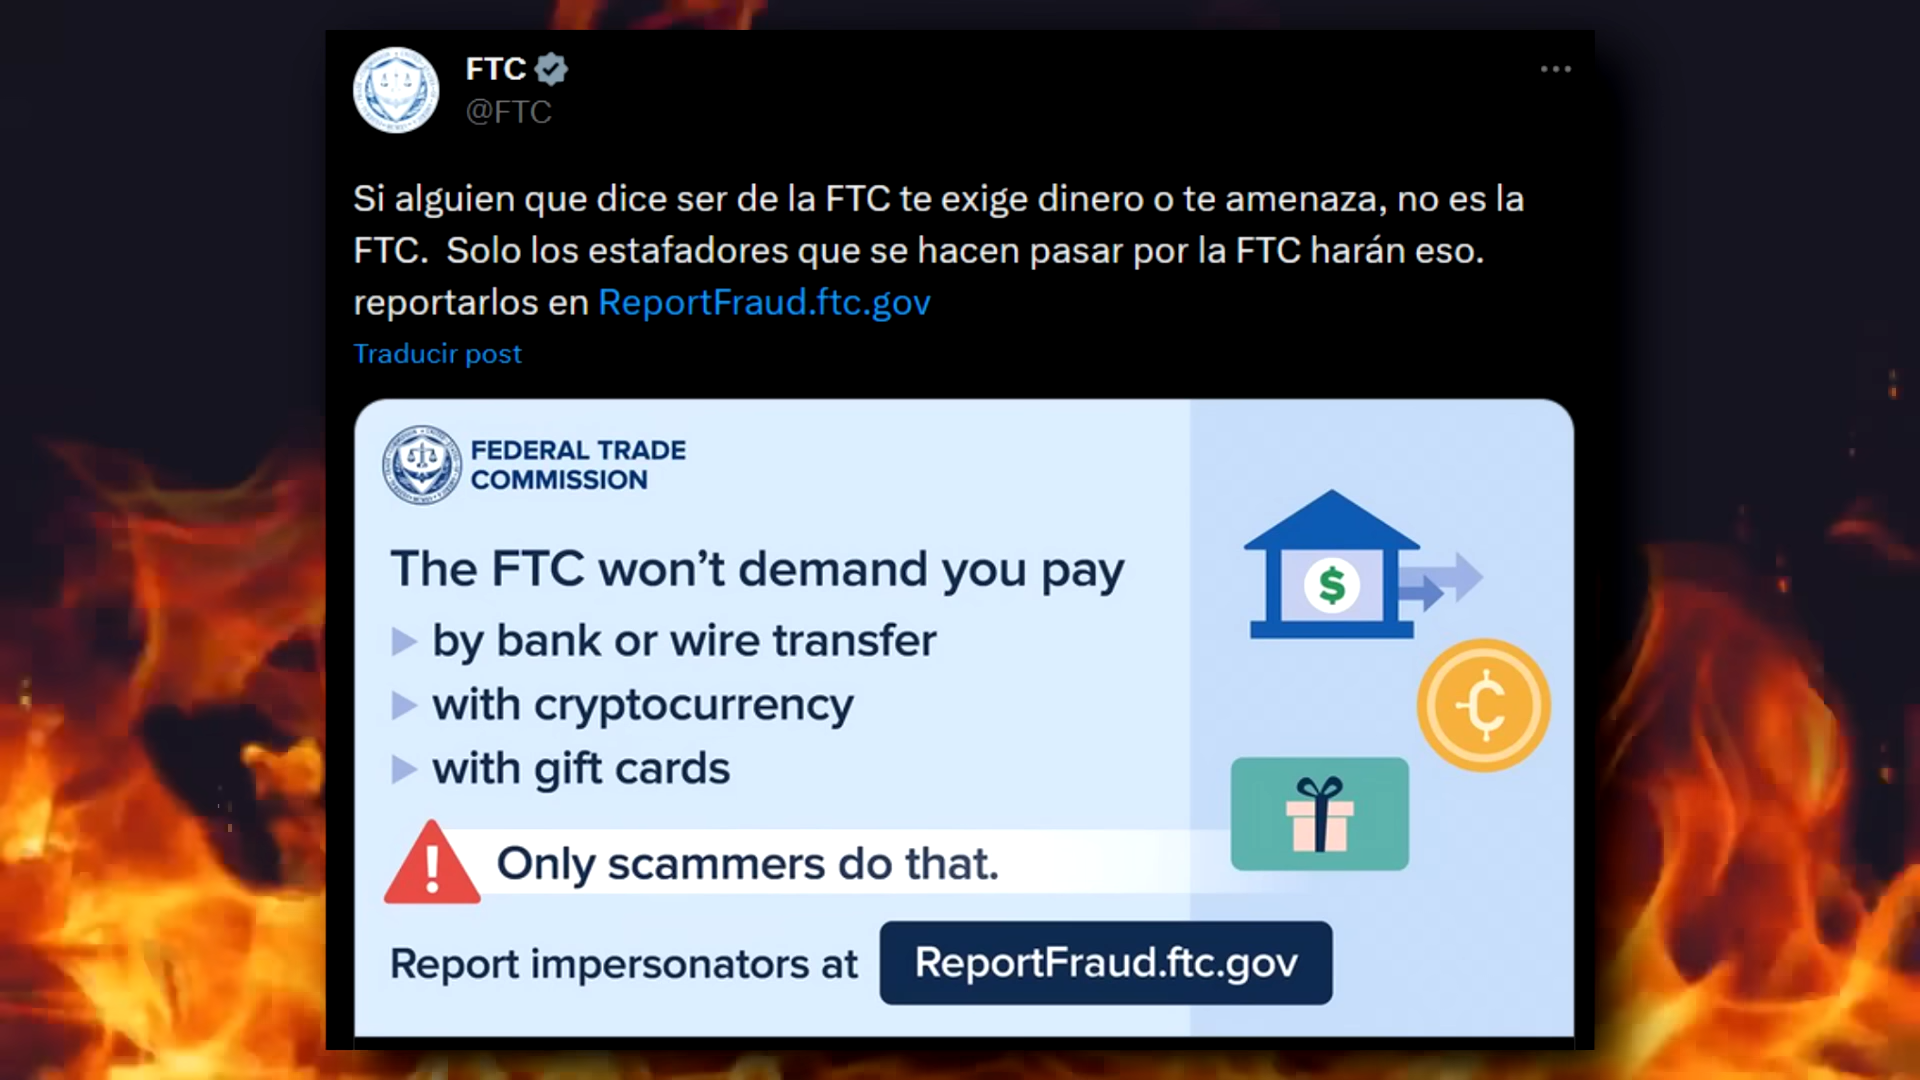 FTC
@FTC
Si alguien que dice ser de la FTC te exige dinero o te amenaza, no es la
FTC.  Solo los estafadores que se hacen pasar por la FTC harán eso.
reportarlos en ReportFraud.ftc.gov
Traducir post
FEDERAL TRADE
COMMISSION
The FTC won’t demand you pay
by bank or wire transfer
with cryptocurrency
with gift cards
Only scammers do that.
Report impersonators at ReportFraud.ftc.gov